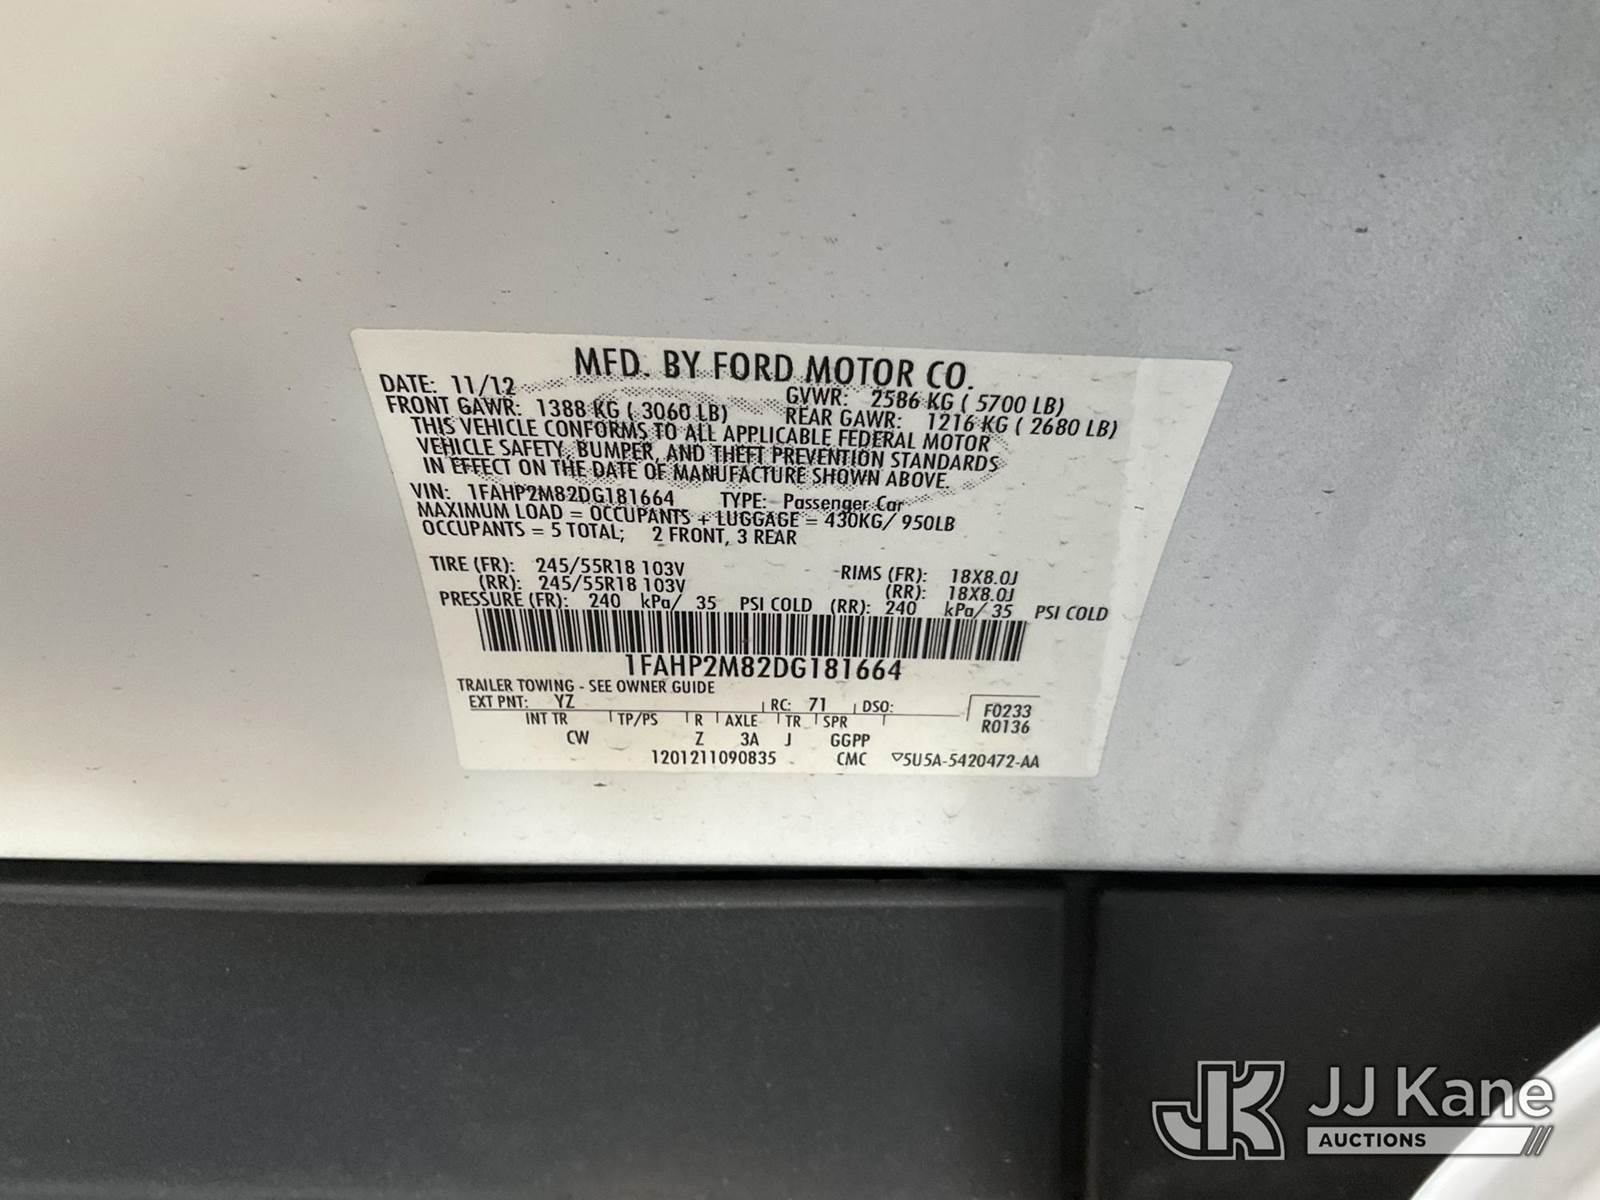 MFD. BY FORD MOTOR CO.
DATE: 11/12 GVWR: 2586 KG ( 5700 LB)
FRONT GAWR: 1388 KG ( 3060 LB) REAR GAWR: 1216 KG ( 2680 LB)
THIS VEHICLE CONFORMS TO ALL APPLICABLE FEDERAL MOTOR
VEHICLE SAFETY, BUMPER, AND THEFT PREVENTION STANDARDS
IN EFFECT ON THE DATE OF MANUFACTURE SHOWN ABOVE.
VIN: 1FAHP2M82DG181664 TYPE: Passenger Car
MAXIMUM LOAD = OCCUPANTS + LUGGAGE = 430KG/ 950LB
OCCUPANTS = 5 TOTAL; 2 FRONT, 3 REAR
TIRE (FR): 245/55R18 103V RIMS (FR): 18X8.0J
(RR): 245/55R18 103V (RR): 18X8.0J
PRESSURE (FR): 240 kPa/ 35 PSI COLD (RR): 240 kPa/ 35 PSI COLD
1FAHP2M82DG181664
TRAILER TOWING - SEE OWNER GUIDE
EXT PNT: YZ RC: 71 DSO: F0233
INT TR TP/PS R AXLE TR SPR R0136
CW Z 3A J GGPP
1201211090835 CMC ▽5U5A-5420472-AA
JK JJ Kane
AUCTIONS